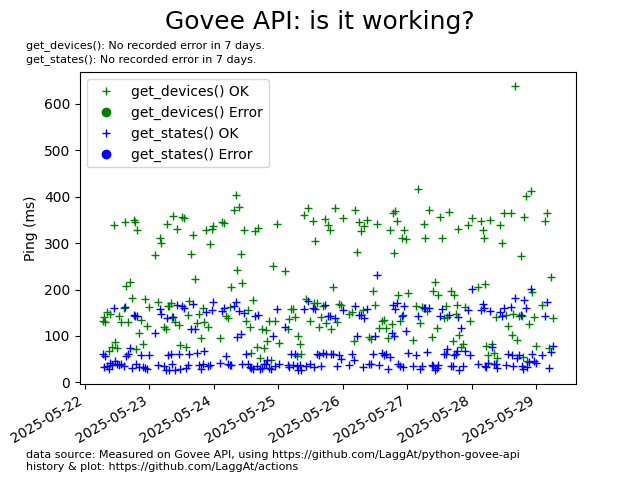 Govee API: is it working?
get_devices(): No recorded error in 7 days.
get_states(): No recorded error in 7 days.
get_devices() OK
get_devices() Error
get_states() OK
get_states() Error
Ping (ms)
600
500
400
300
200
100
0
2025-05-22
2025-05-23
2025-05-24
2025-05-25
2025-05-26
2025-05-27
2025-05-28
2025-05-29
data source: Measured on Govee API, using https://github.com/LaggAt/python-govee-api
history & plot: https://github.com/LaggAt/actions